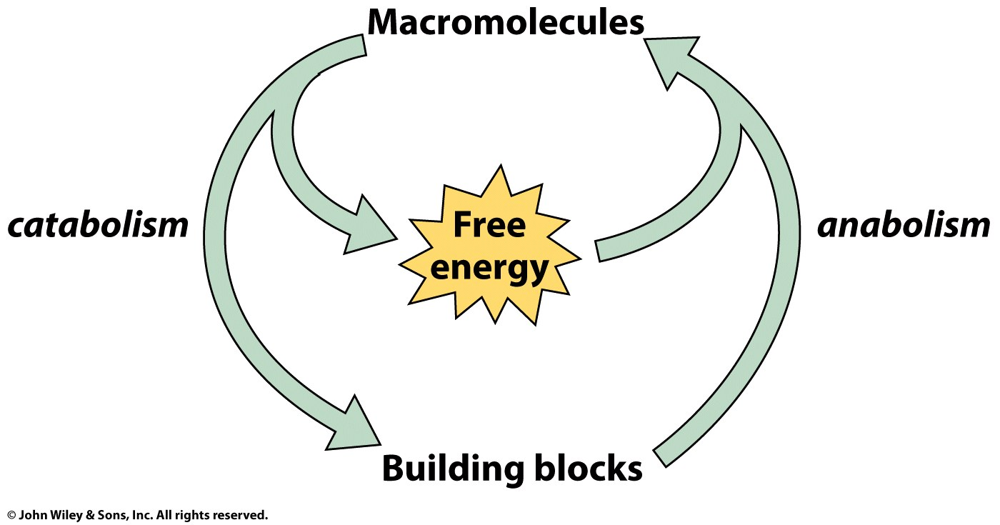 Macromolecules
catabolism
Free
energy
anabolism
Building blocks
© John Wiley & Sons, Inc. All rights reserved.